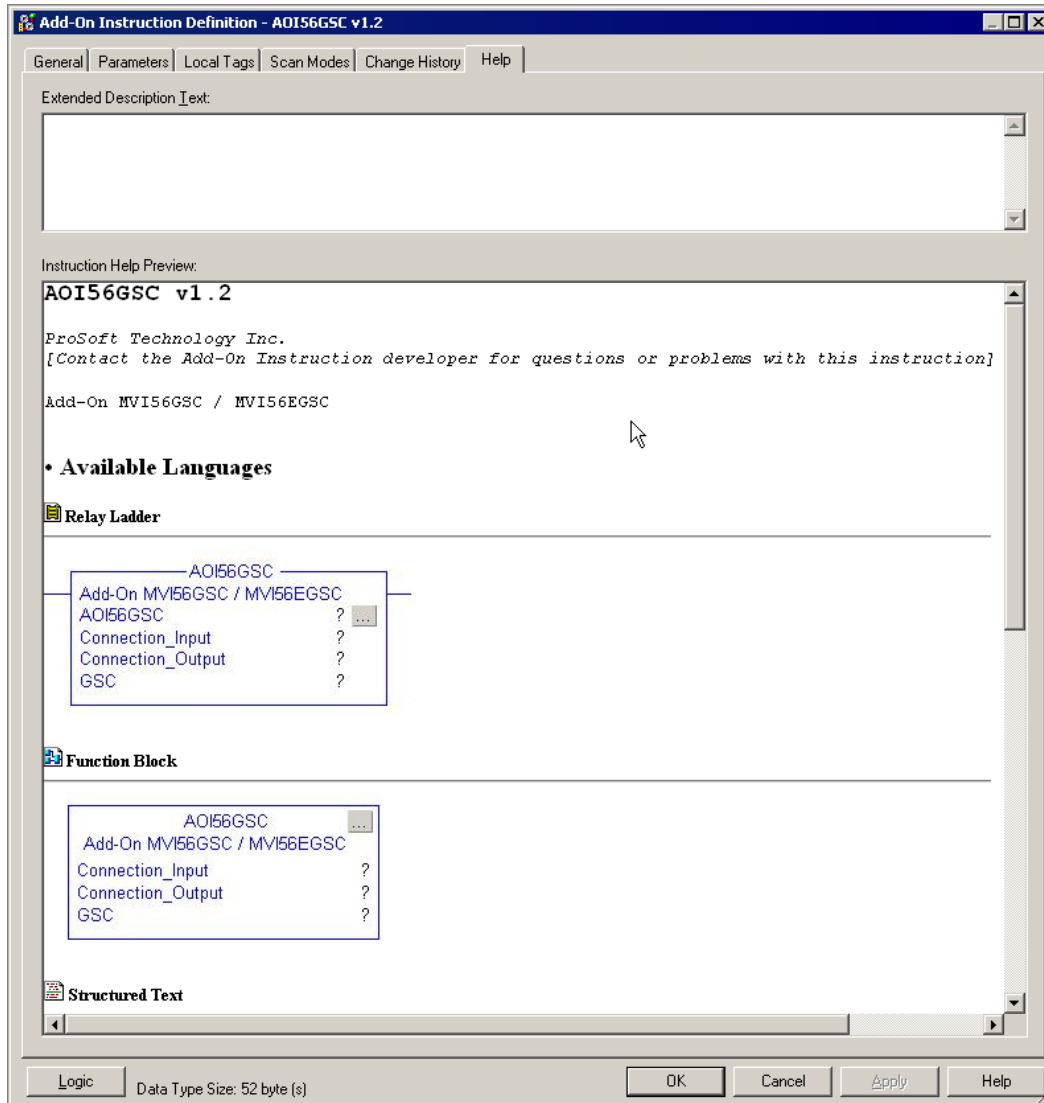 Add-On Instruction Definition - AOI56GSC v1.2
General Parameters Local Tags Scan Modes Change History Help
Extended Description Text:
Instruction Help Preview:
AOI56GSC v1.2
ProSoft Technology Inc.
[Contact the Add-On Instruction developer for questions or problems with this instruction]
Add-On MVI56GSC / MVI56EGSC
• Available Languages
Relay Ladder
AOI56GSC
Add-On MVI56GSC / MVI56EGSC
AOI56GSC ? ...
Connection_Input ?
Connection_Output ?
GSC ?
Function Block
AOI56GSC ...
Add-On MVI56GSC / MVI56EGSC
Connection_Input ?
Connection_Output ?
GSC ?
Structured Text
Logic Data Type Size: 52 byte (s) OK Cancel Apply Help